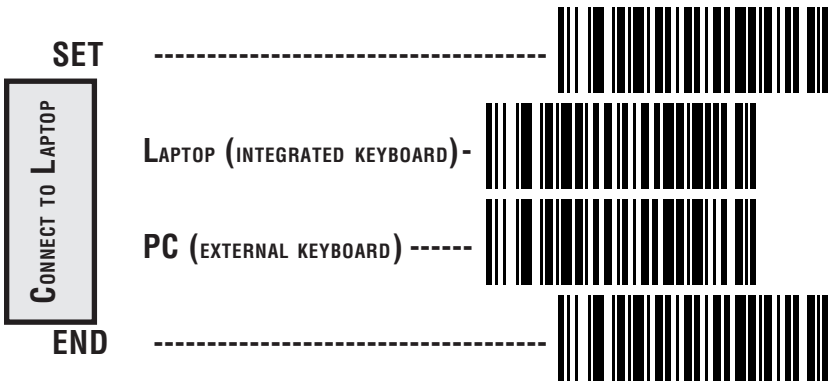 SET ------------------------------------
CONNECT TO LAPTOP
LAPTOP (INTEGRATED KEYBOARD) -
PC (EXTERNAL KEYBOARD) ------
END ------------------------------------